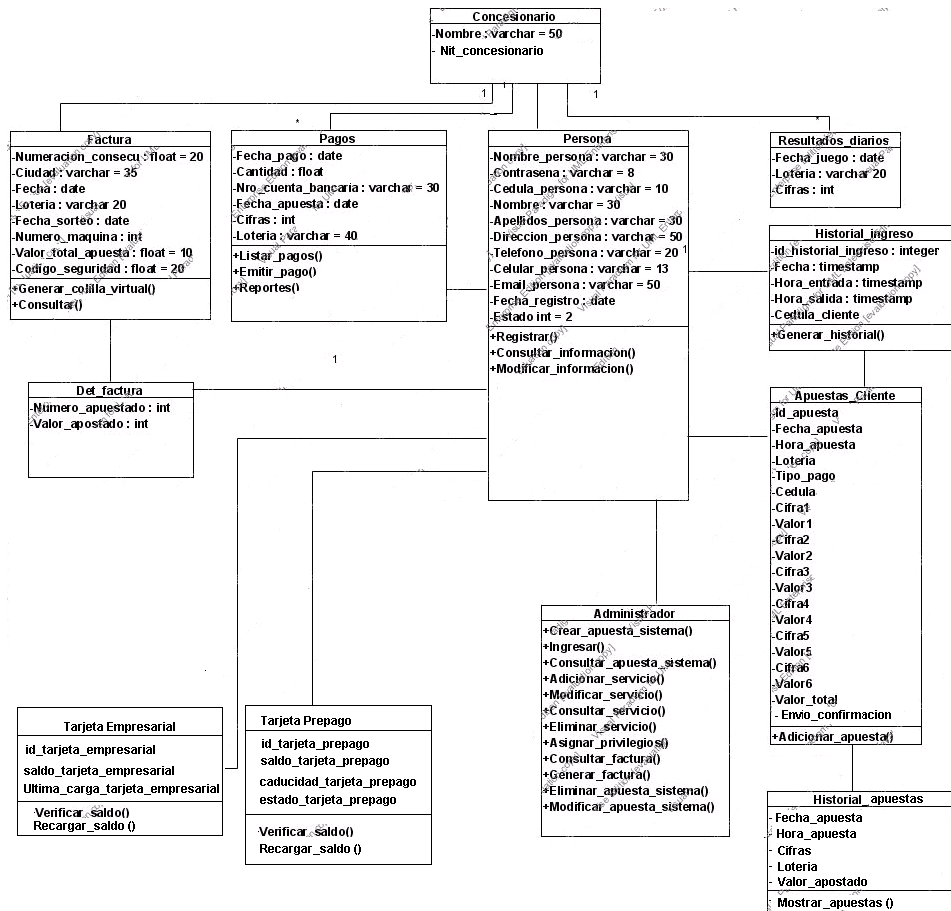 Concesionario
-Nombre : varchar = 50
- Nit_concesionario
1
1
1
*
*
Factura
-Numeracion_consecu : float = 20
-Ciudad : varchar = 35
-Fecha : date
-Loteria : varchar 20
-Fecha_sorteo : date
-Numero_maquina : int
-Valor_total_apuesta : float = 10
-Codigo_seguridad : float = 20
+Generar_colilla_virtual()
+Consultar()
Pagos
-Fecha_pago : date
-Cantidad : float
-Nro_cuenta_bancaria : varchar = 30
-Fecha_apuesta : date
-Cifras : int
-Loteria : varchar = 40
+Listar_pagos()
+Emitir_pago()
+Reportes()
Persona
-Nombre_persona : varchar = 30
-Contrasena : varchar = 8
-Cedula_persona : varchar = 10
-Nombre : varchar = 30
-Apellidos_persona : varchar = 30
-Direccion_persona : varchar = 50
-Telefono_persona : varchar = 20
-Celular_persona : varchar = 13
-Email_persona : varchar = 50
-Fecha_registro : date
-Estado int = 2
+Registrar()
+Consultar_informacion()
+Modificar_informacion()
1
Resultados_diarios
-Fecha_juego : date
-Loteria : varchar 20
-Cifras : int
Historial_ingreso
-id_historial_ingreso : integer
-Fecha : timestamp
-Hora_entrada : timestamp
-Hora_salida : timestamp
-Cedula_cliente
+Generar_historial()
1
Det_factura
-Numero_apuestado : int
-Valor_apostado : int
Apuestas_Cliente
-Id_apuesta
-Fecha_apuesta
-Hora_apuesta
-Loteria
-Tipo_pago
-Cedula
-Cifra1
-Valor1
-Cifra2
-Valor2
-Cifra3
-Valor3
-Cifra4
-Valor4
-Cifra5
-Valor5
-Cifra6
-Valor6
-Valor_total
- Envio_confirmacion
+Adicionar_apuesta()
Administrador
+Crear_apuesta_sistema()
+Ingresar()
+Consultar_apuesta_sistema()
+Adicionar_servicio()
+Modificar_servicio()
+Consultar_servicio()
+Eliminar_servicio()
+Asignar_privilegios()
+Consultar_factura()
+Generar_factura()
+Eliminar_apuesta_sistema()
+Modificar_apuesta_sistema()
Tarjeta Empresarial
id_tarjeta_empresarial
saldo_tarjeta_empresarial
Ultima_carga_tarjeta_empresarial
Verificar_saldo()
Recargar_saldo ()
Tarjeta Prepago
id_tarjeta_prepago
saldo_tarjeta_prepago
caducidad_tarjeta_prepago
estado_tarjeta_prepago
Verificar_saldo()
Recargar_saldo ()
Historial_apuestas
- Fecha_apuesta
- Hora_apuesta
- Cifras
- Loteria
- Valor_apostado
- Mostrar_apuestas ()